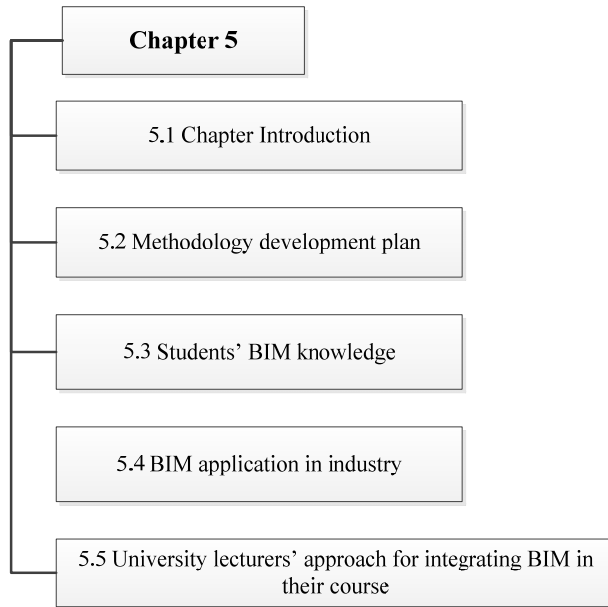 Chapter 5
5.1 Chapter Introduction
5.2 Methodology development plan
5.3 Students’ BIM knowledge
5.4 BIM application in industry
5.5 University lecturers’ approach for integrating BIM in
their course